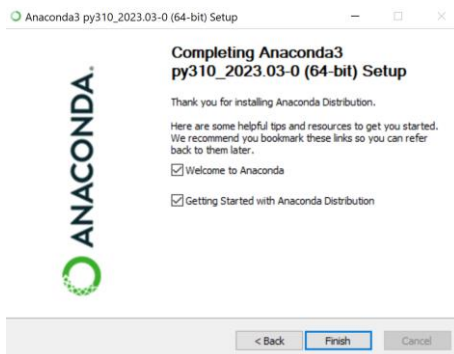 Anaconda3 py310_2023.03-0 (64-bit) Setup
Completing Anaconda3
py310_2023.03-0 (64-bit) Setup
Thank you for installing Anaconda Distribution.
Here are some helpful tips and resources to get you started.
We recommend you bookmark these links so you can refer
back to them later.
Welcome to Anaconda
Getting Started with Anaconda Distribution
ANACONDA.
< Back
Finish
Cancel